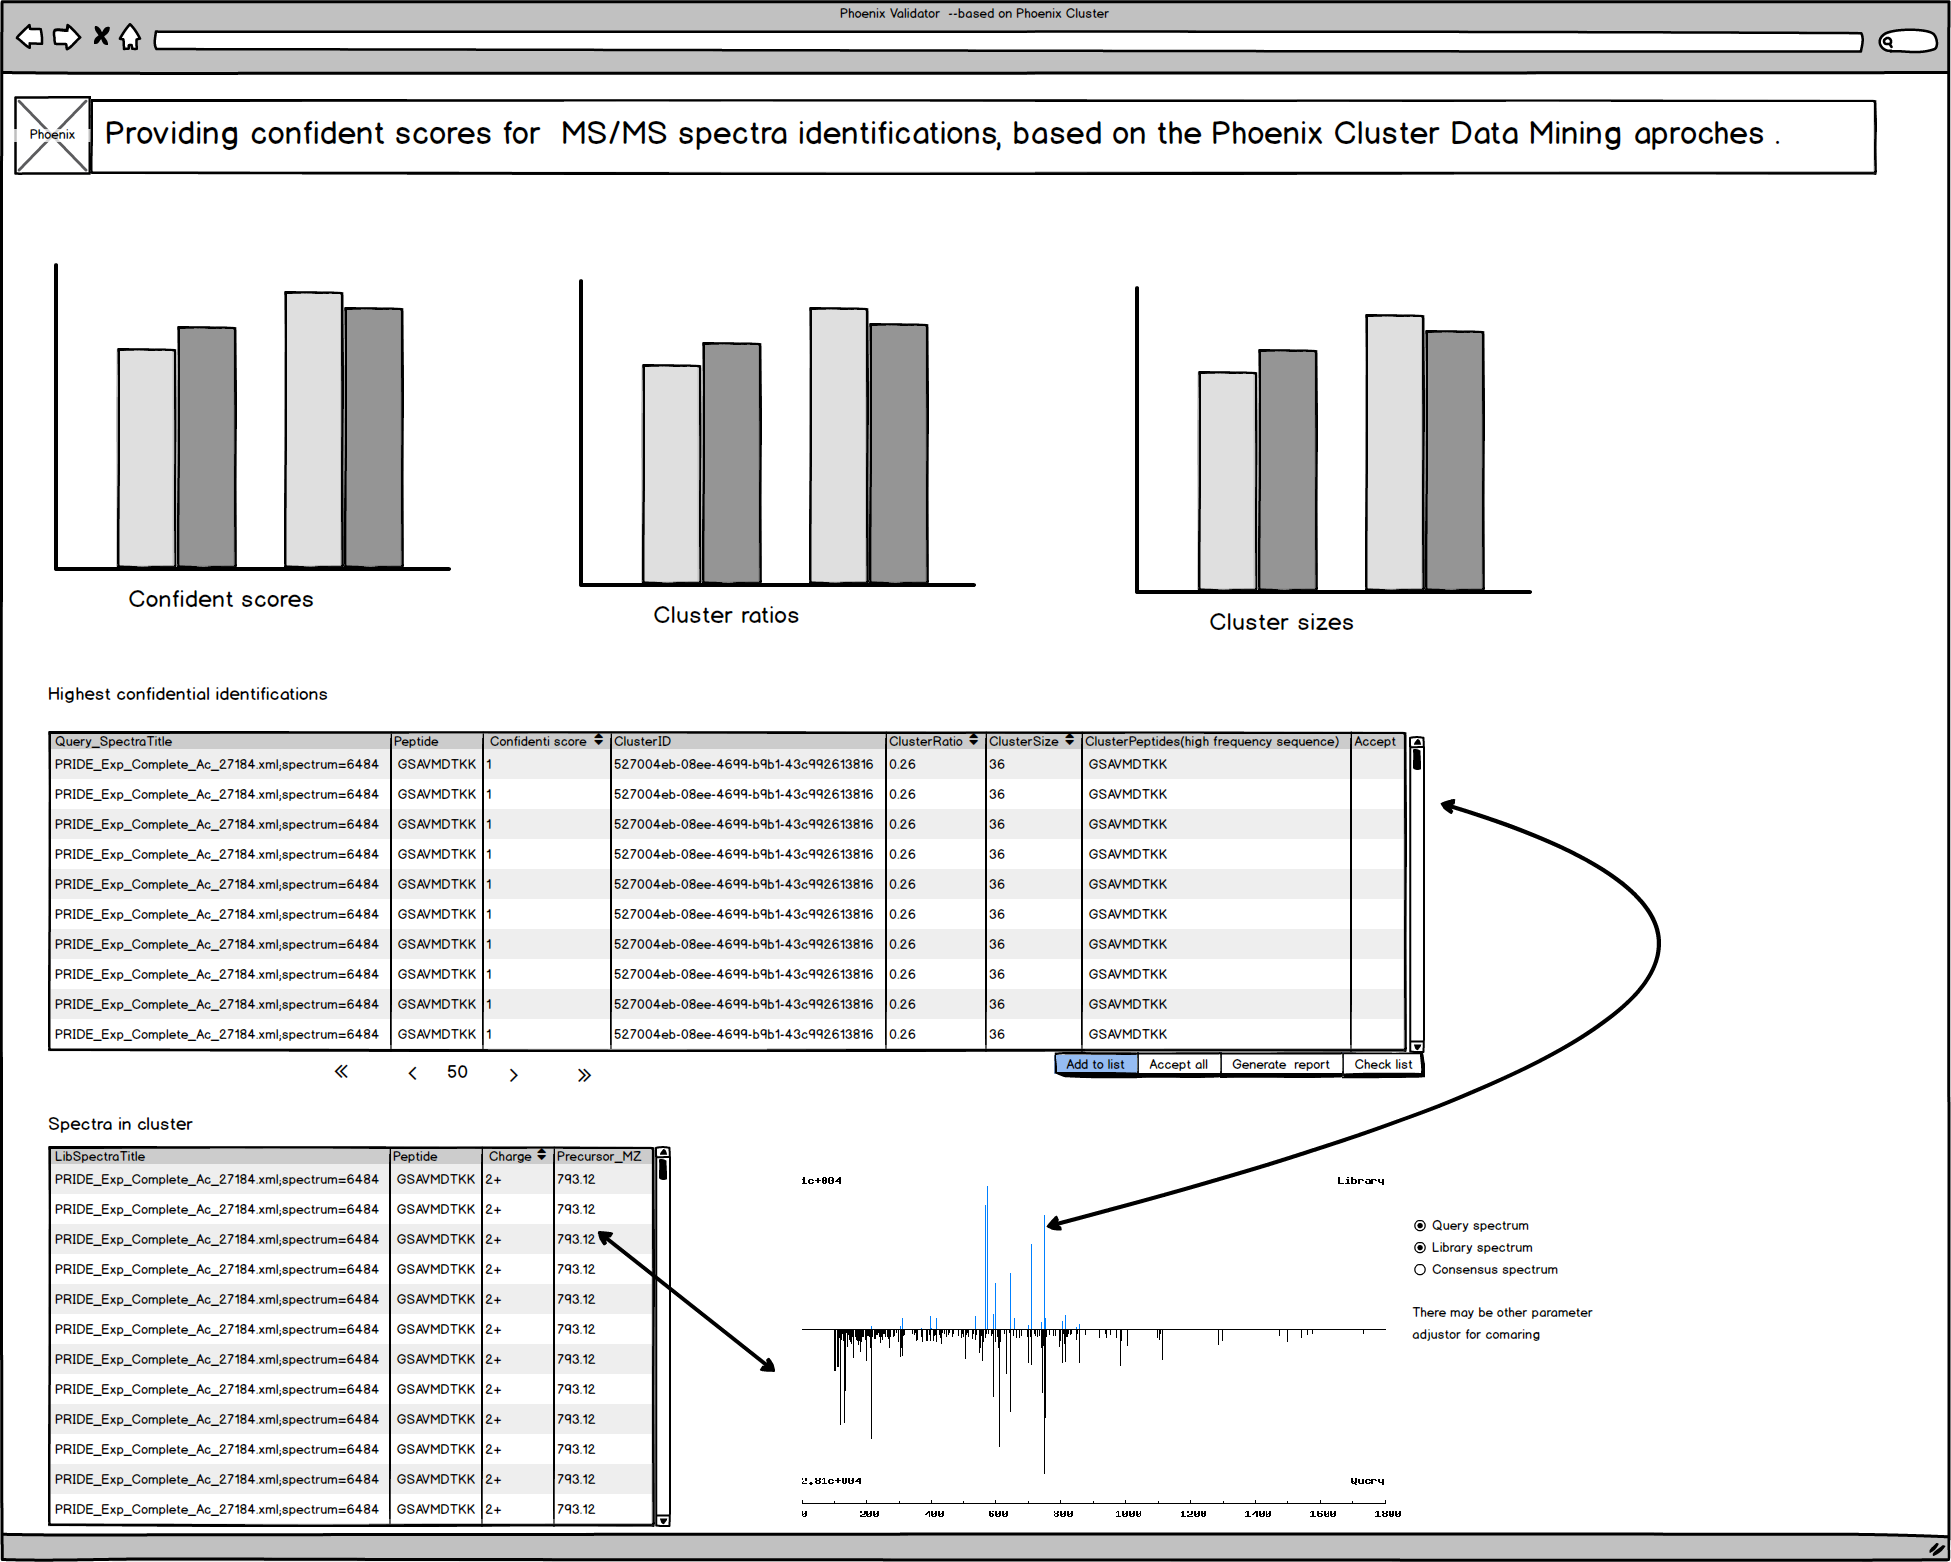 Phoenix Validator --based on Phoenix Cluster
Phoenix
Providing confident scores for MS/MS spectra identifications, based on the Phoenix Cluster Data Mining aproches .
Confident scores
Cluster ratios
Cluster sizes
Highest confidential identifications
Query_SpectraTitle Peptide Confidenti score ClusterID ClusterRatio ClusterSize ClusterPeptides(high frequency sequence) Accept
PRIDE_Exp_Complete_Ac_27184.xml;spectrum=6484 GSAVMDTKK 1 527004eb-08ee-4699-b9b1-43c992613816 0.26 36 GSAVMDTKK
PRIDE_Exp_Complete_Ac_27184.xml;spectrum=6484 GSAVMDTKK 1 527004eb-08ee-4699-b9b1-43c992613816 0.26 36 GSAVMDTKK
PRIDE_Exp_Complete_Ac_27184.xml;spectrum=6484 GSAVMDTKK 1 527004eb-08ee-4699-b9b1-43c992613816 0.26 36 GSAVMDTKK
PRIDE_Exp_Complete_Ac_27184.xml;spectrum=6484 GSAVMDTKK 1 527004eb-08ee-4699-b9b1-43c992613816 0.26 36 GSAVMDTKK
PRIDE_Exp_Complete_Ac_27184.xml;spectrum=6484 GSAVMDTKK 1 527004eb-08ee-4699-b9b1-43c992613816 0.26 36 GSAVMDTKK
PRIDE_Exp_Complete_Ac_27184.xml;spectrum=6484 GSAVMDTKK 1 527004eb-08ee-4699-b9b1-43c992613816 0.26 36 GSAVMDTKK
PRIDE_Exp_Complete_Ac_27184.xml;spectrum=6484 GSAVMDTKK 1 527004eb-08ee-4699-b9b1-43c992613816 0.26 36 GSAVMDTKK
PRIDE_Exp_Complete_Ac_27184.xml;spectrum=6484 GSAVMDTKK 1 527004eb-08ee-4699-b9b1-43c992613816 0.26 36 GSAVMDTKK
PRIDE_Exp_Complete_Ac_27184.xml;spectrum=6484 GSAVMDTKK 1 527004eb-08ee-4699-b9b1-43c992613816 0.26 36 GSAVMDTKK
PRIDE_Exp_Complete_Ac_27184.xml;spectrum=6484 GSAVMDTKK 1 527004eb-08ee-4699-b9b1-43c992613816 0.26 36 GSAVMDTKK
« < 50 > »
Add to list Accept all Generate report Check list
Spectra in cluster
LibSpectraTitle Peptide Charge Precursor_MZ
PRIDE_Exp_Complete_Ac_27184.xml;spectrum=6484 GSAVMDTKK 2+ 793.12
PRIDE_Exp_Complete_Ac_27184.xml;spectrum=6484 GSAVMDTKK 2+ 793.12
PRIDE_Exp_Complete_Ac_27184.xml;spectrum=6484 GSAVMDTKK 2+ 793.12
PRIDE_Exp_Complete_Ac_27184.xml;spectrum=6484 GSAVMDTKK 2+ 793.12
PRIDE_Exp_Complete_Ac_27184.xml;spectrum=6484 GSAVMDTKK 2+ 793.12
PRIDE_Exp_Complete_Ac_27184.xml;spectrum=6484 GSAVMDTKK 2+ 793.12
PRIDE_Exp_Complete_Ac_27184.xml;spectrum=6484 GSAVMDTKK 2+ 793.12
PRIDE_Exp_Complete_Ac_27184.xml;spectrum=6484 GSAVMDTKK 2+ 793.12
PRIDE_Exp_Complete_Ac_27184.xml;spectrum=6484 GSAVMDTKK 2+ 793.12
PRIDE_Exp_Complete_Ac_27184.xml;spectrum=6484 GSAVMDTKK 2+ 793.12
PRIDE_Exp_Complete_Ac_27184.xml;spectrum=6484 GSAVMDTKK 2+ 793.12
PRIDE_Exp_Complete_Ac_27184.xml;spectrum=6484 GSAVMDTKK 2+ 793.12
1e+004 Library
2.81e+004 Query
0 200 400 600 800 1000 1200 1400 1600 1800
Query spectrum
Library spectrum
Consensus spectrum
There may be other parameter
adjustor for comaring